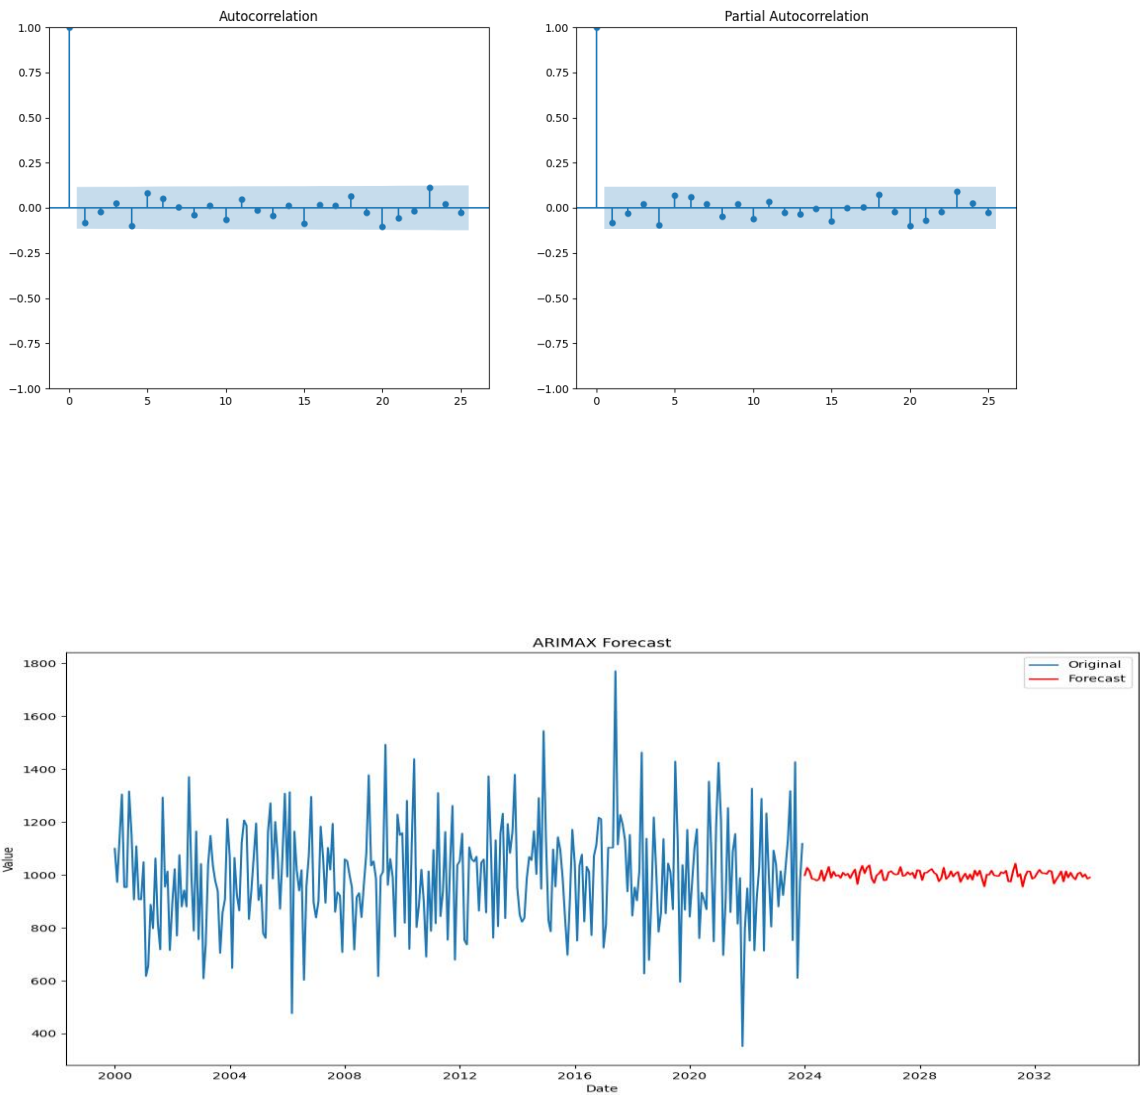 Autocorrelation
1.00
0.75
0.50
0.25
0.00
−0.25
−0.50
−0.75
−1.00
0 5 10 15 20 25
Partial Autocorrelation
1.00
0.75
0.50
0.25
0.00
−0.25
−0.50
−0.75
−1.00
0 5 10 15 20 25
ARIMAX Forecast
Original
Forecast
Value
1800
1600
1400
1200
1000
800
600
400
2000 2004 2008 2012 2016 2020 2024 2028 2032
Date